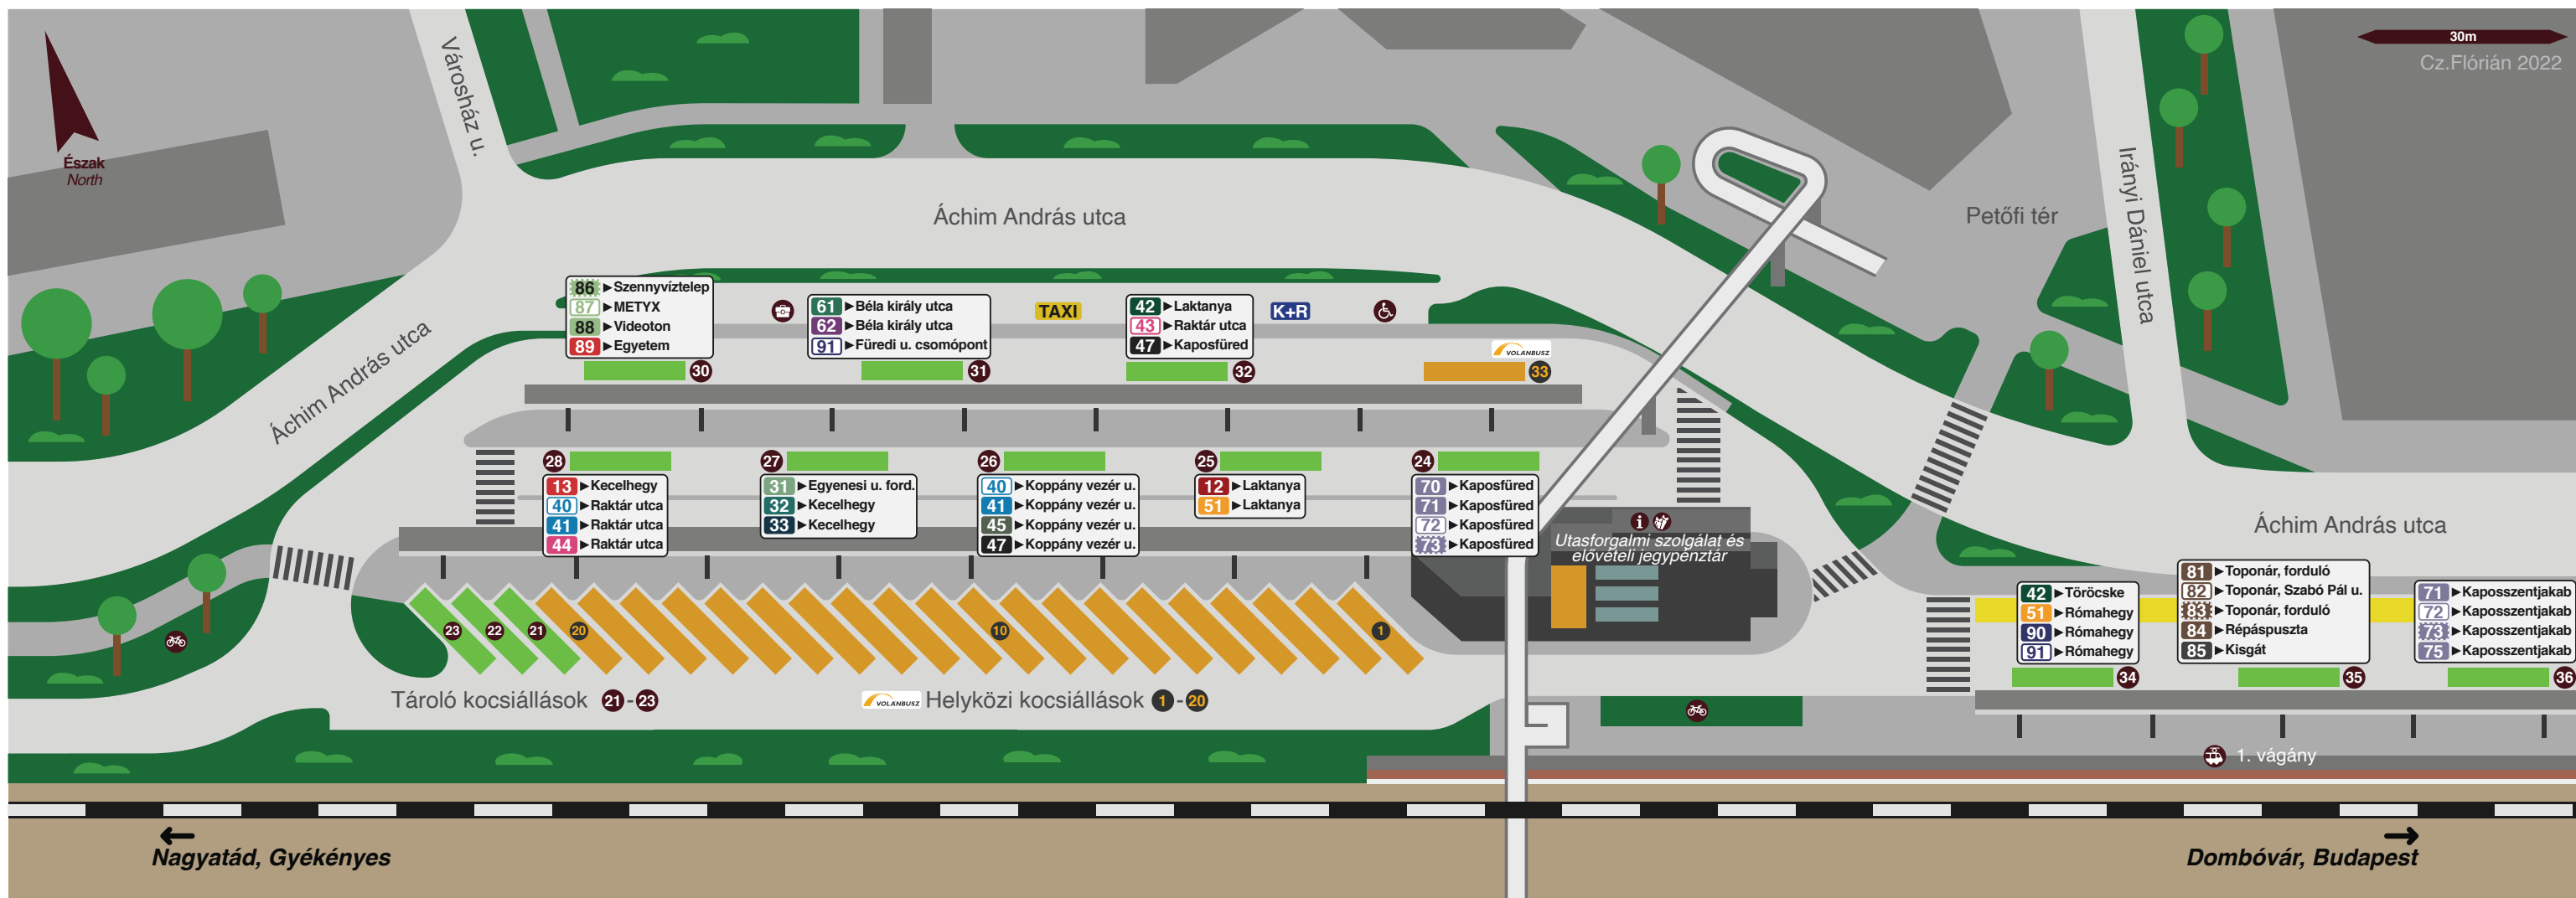 30m
Cz.Flórián 2022
Városház u.
Észak
North
Áchim András utca
Petőfi tér
Irányi Dániel utca
Áchim András utca
86 Szennyvíztelep
87 METYX
88 Videoton
89 Egyetem
30
61 Béla király utca
62 Béla király utca
91 Füredi u. csomópont
31
TAXI
42 Laktanya
43 Raktár utca
47 Kaposfüred
32
K+R
VOLANBUSZ
33
28
13 Kecelhegy
40 Raktár utca
41 Raktár utca
44 Raktár utca
27
31 Egyenesi u. ford.
32 Kecelhegy
33 Kecelhegy
26
40 Koppány vezér u.
41 Koppány vezér u.
45 Koppány vezér u.
47 Koppány vezér u.
25
12 Laktanya
51 Laktanya
24
70 Kaposfüred
71 Kaposfüred
72 Kaposfüred
73 Kaposfüred
i
Utasforgalmi szolgálat és
elővételi jegypénztár
Áchim András utca
42 Töröcske
51 Rómahegy
90 Rómahegy
91 Rómahegy
34
81 Toponár, forduló
82 Toponár, Szabó Pál u.
83 Toponár, forduló
84 Répáspuszta
85 Kisgát
35
71 Kaposszentjakab
72 Kaposszentjakab
73 Kaposszentjakab
75 Kaposszentjakab
36
23 22 21 20 10 1
Tároló kocsiállások 21-23
VOLANBUSZ Helyközi kocsiállások 1-20
1. vágány
Nagyatád, Gyékényes
Dombóvár, Budapest